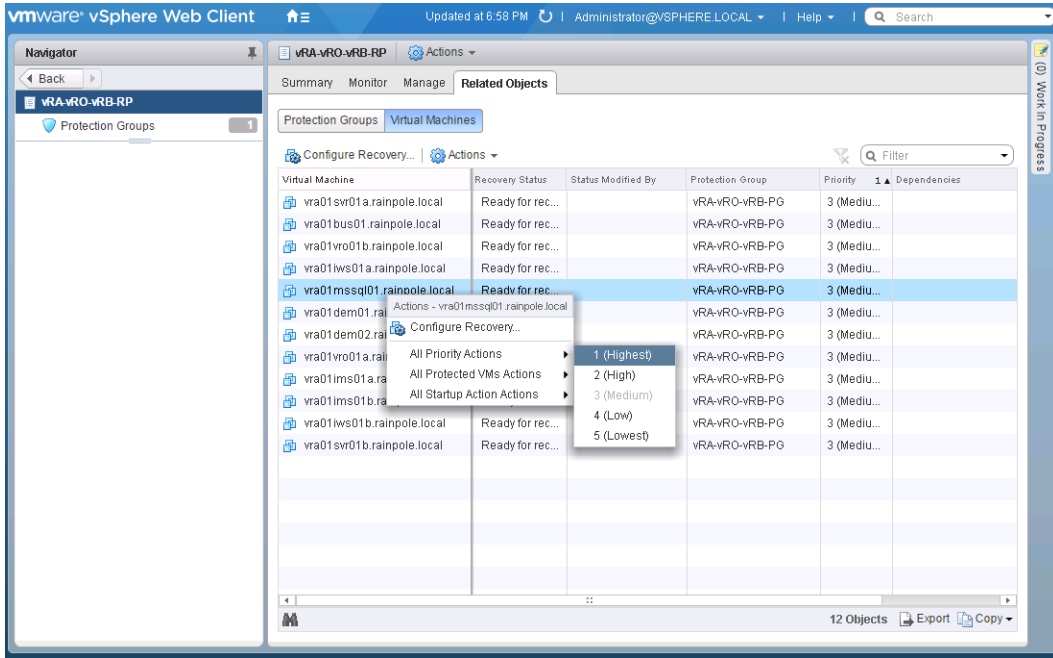 vmware® vSphere Web Client Updated at 6:58 PM | Administrator@VSPHERE.LOCAL | Help | Search
Navigator
Back
vRA-vRO-vRB-RP
Protection Groups 1
vRA-vRO-vRB-RP Actions
Summary Monitor Manage Related Objects
Protection Groups Virtual Machines
Configure Recovery... | Actions Filter
Virtual Machine Recovery Status Status Modified By Protection Group Priority 1 ▲ Dependencies
vra01svr01a.rainpole.local Ready for rec... vRA-vRO-vRB-PG 3 (Mediu...
vra01bus01.rainpole.local Ready for rec... vRA-vRO-vRB-PG 3 (Mediu...
vra01vro01b.rainpole.local Ready for rec... vRA-vRO-vRB-PG 3 (Mediu...
vra01iws01a.rainpole.local Ready for rec... vRA-vRO-vRB-PG 3 (Mediu...
vra01mssql01.rainpole.local Ready for rec... vRA-vRO-vRB-PG 3 (Mediu...
vra01dem01.rai vRA-vRO-vRB-PG 3 (Mediu...
vra01dem02.rai vRA-vRO-vRB-PG 3 (Mediu...
vra01vro01a.rai vRA-vRO-vRB-PG 3 (Mediu...
vra01ims01a.ra vRA-vRO-vRB-PG 3 (Mediu...
vra01ims01b.ra vRA-vRO-vRB-PG 3 (Mediu...
vra01iws01b.rainpole.local Ready for rec... vRA-vRO-vRB-PG 3 (Mediu...
vra01svr01b.rainpole.local Ready for rec... vRA-vRO-vRB-PG 3 (Mediu...
Actions - vra01mssql01.rainpole.local
Configure Recovery...
All Priority Actions
All Protected VMs Actions
All Startup Action Actions
1 (Highest)
2 (High)
3 (Medium)
4 (Low)
5 (Lowest)
12 Objects Export Copy
(0) Work In Progress